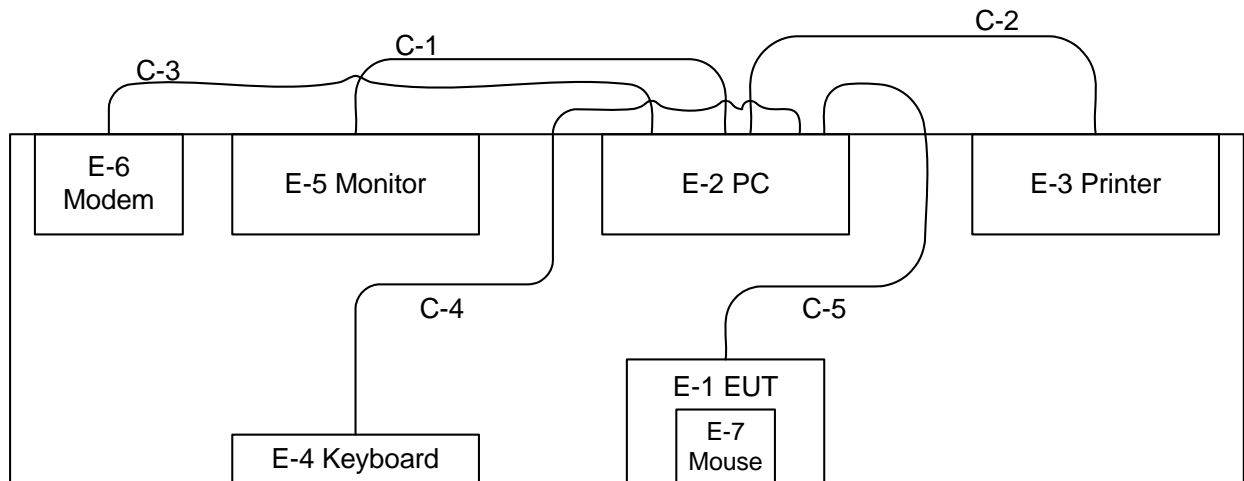 C-2
C-1
C-3
E-6
Modem
E-5 Monitor
E-2 PC
E-3 Printer
C-4
C-5
E-1 EUT
E-7
Mouse
E-4 Keyboard